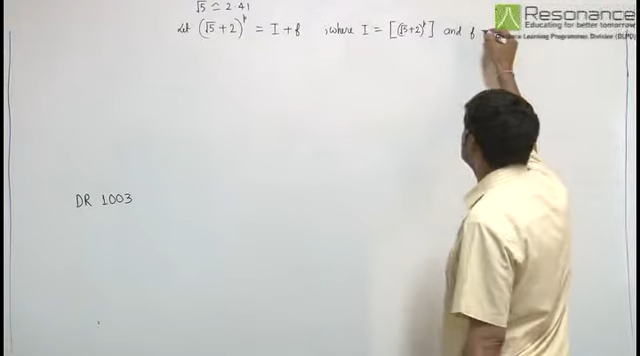 √5 ≃ 2.41
Let (√5 + 2)^p = I + f , where I = [(√5+2)^p] and f
Resonance
Educating for better tomorrow
Distance Learning Programmes Division (DLPD)
DR 1003